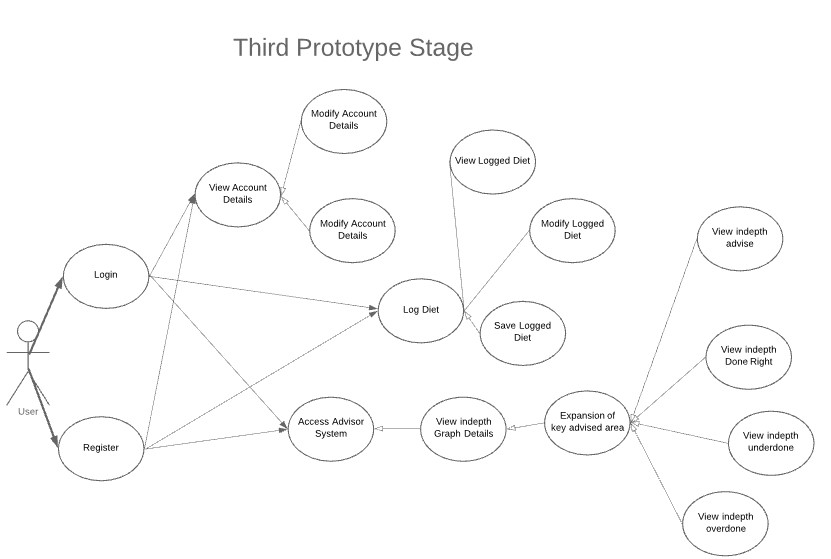 Third Prototype Stage
Modify Account
Details
View Logged Diet
View Account
Details
Modify Account
Details
Modify Logged
Diet
View indepth
advise
Login
Log Diet
Save Logged
Diet
View indepth
Done Right
User
Register
Access Advisor
System
View indepth
Graph Details
Expansion of
key advised area
View indepth
underdone
View indepth
overdone